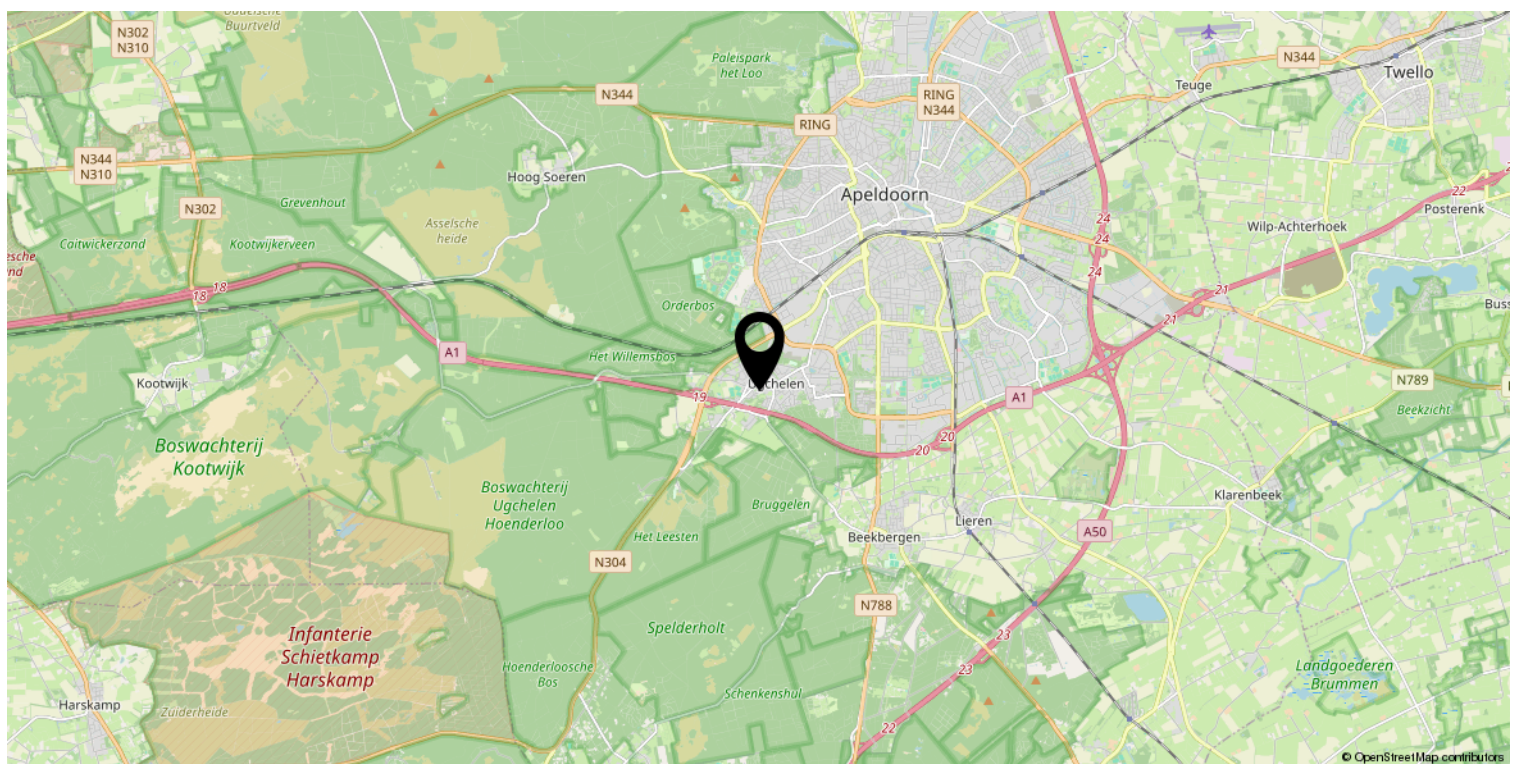 Buurtveld
N302
N310
Paleispark
het Loo
N344
Twello
Teuge
N344
RING
N344
RING
N344
N310
Hoog Soeren
22
Apeldoorn
Grevenhout
N302
Posterenk
Asselsche
heide
24
Wilp-Achterhoek
Caitwickerzand
Kootwijkerveen
24
24
18
18
21
Orderbos
21
Het Willemsbos
A1
Kootwijk
Ugchelen
N789
19
A1
Beekzicht
Boswachterij
Kootwijk
20
20
Boswachterij
Ugchelen
Hoenderloo
Klarenbeek
Bruggelen
Lieren
A50
Het Leesten
Beekbergen
N304
N788
Infanterie
Schietkamp
Harskamp
Spelderholt
23
Hoenderloosche
Bos
23
Landgoederen
Brummen
Schenkenshul
Harskamp
Zuiderheide
22
© OpenStreetMap contributors